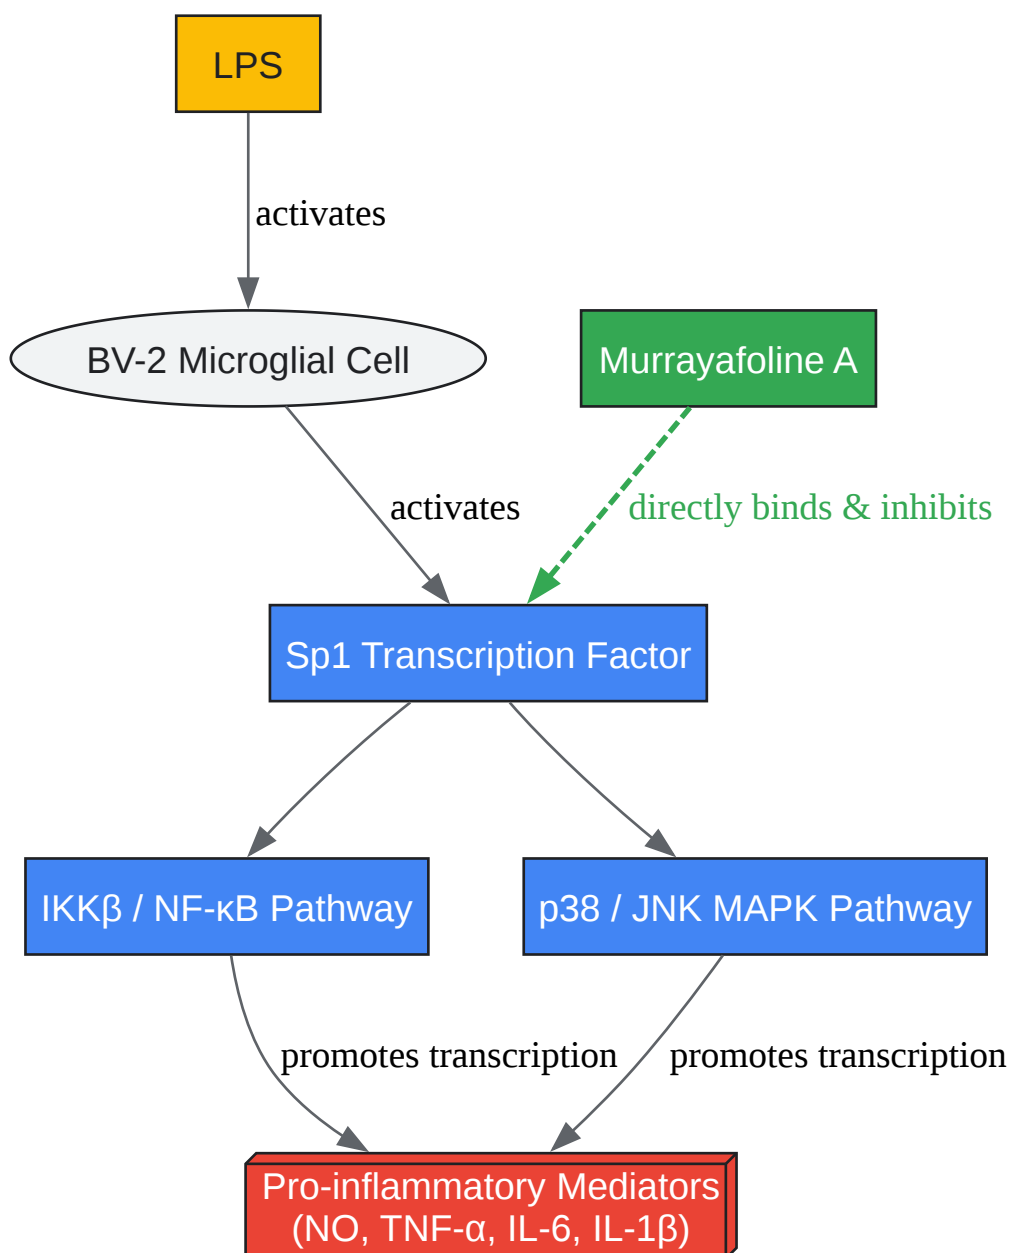 LPS
activates
BV-2 Microglial Cell
Murrayafoline A
activates
directly binds & inhibits
Sp1 Transcription Factor
IKKβ / NF-κB Pathway
p38 / JNK MAPK Pathway
promotes transcription
promotes transcription
Pro-inflammatory Mediators
(NO, TNF-α, IL-6, IL-1β)